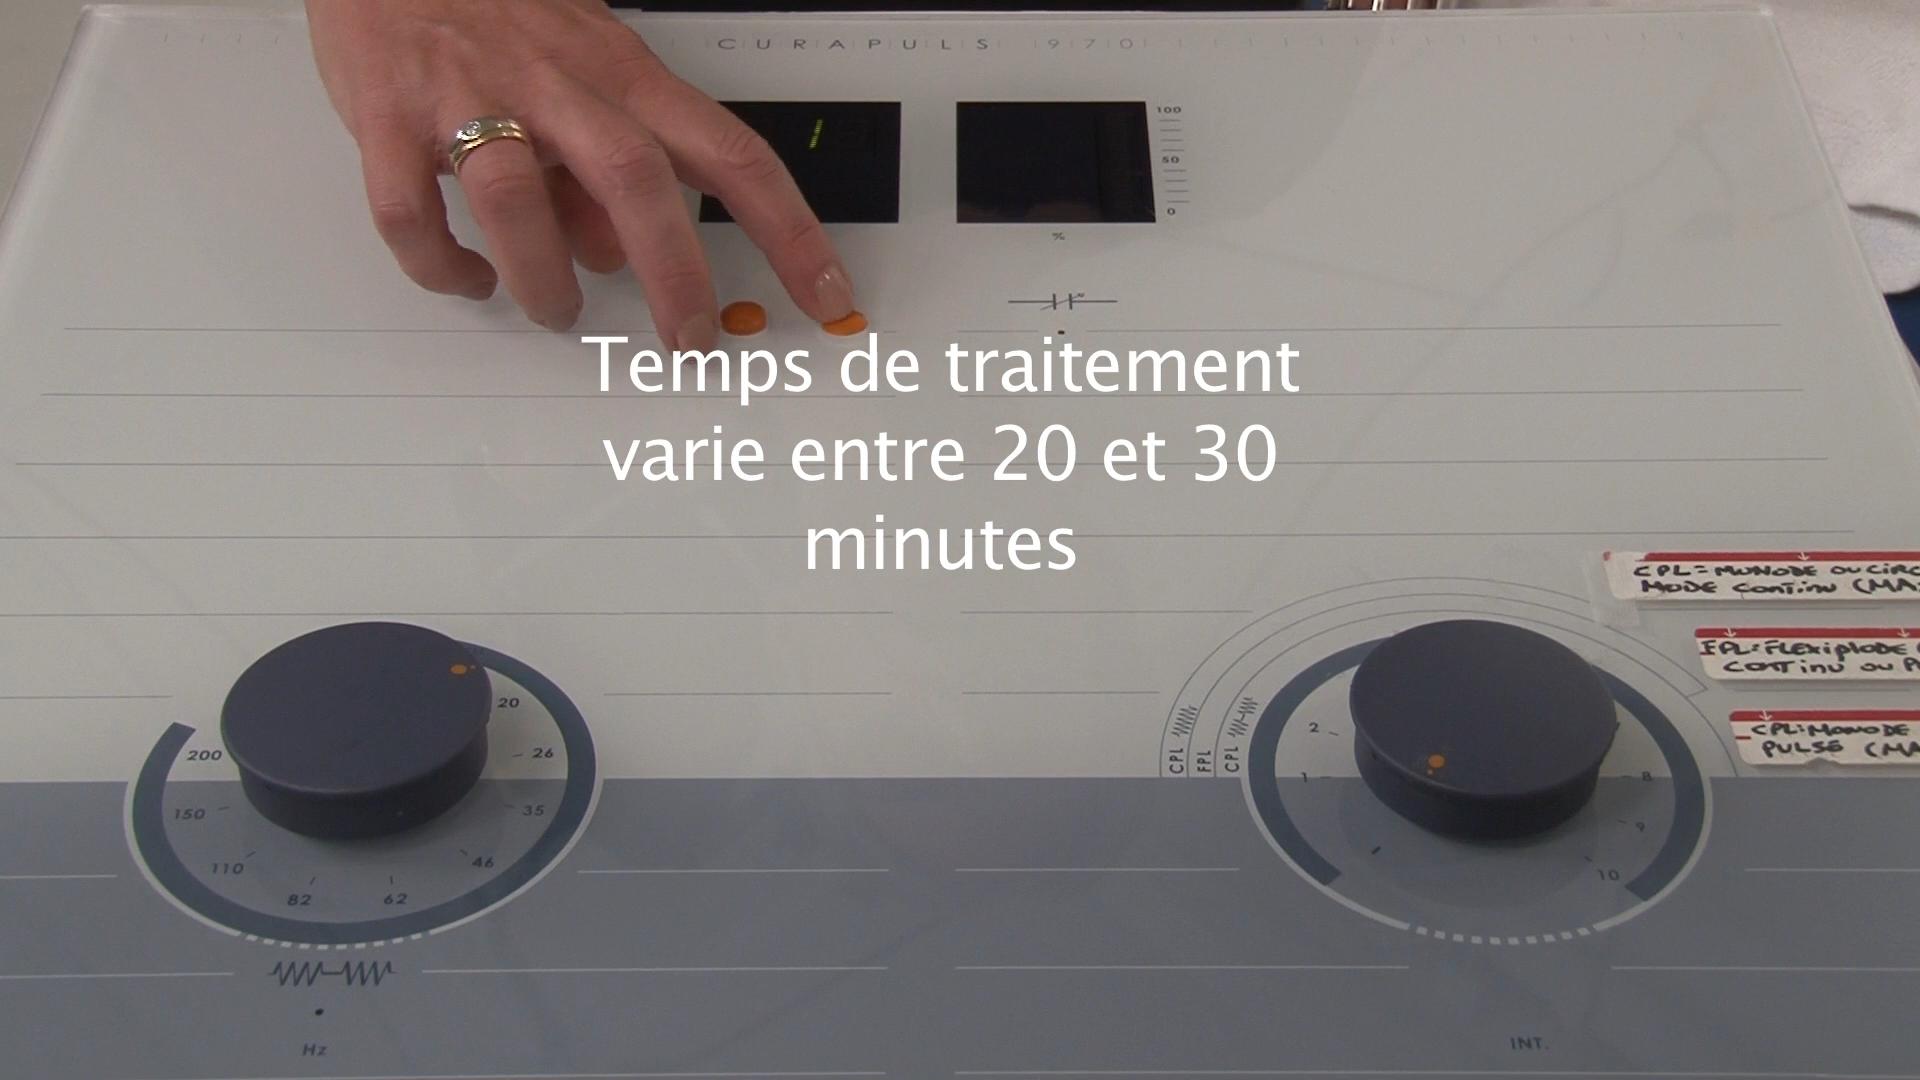 CURAPULS 970
100
50
0
%
Temps de traitement
varie entre 20 et 30
minutes
CPL = MONODE OU CIRC
MODE CONTINU (MA
FPL: FLEXIPLODE
CONTINU OU P
CPL: MONODE
PULSÉ (MA
CPL
FPL
CPL
20
26
35
46
62
82
110
150
200
2
1
8
9
10
Hz
INT.